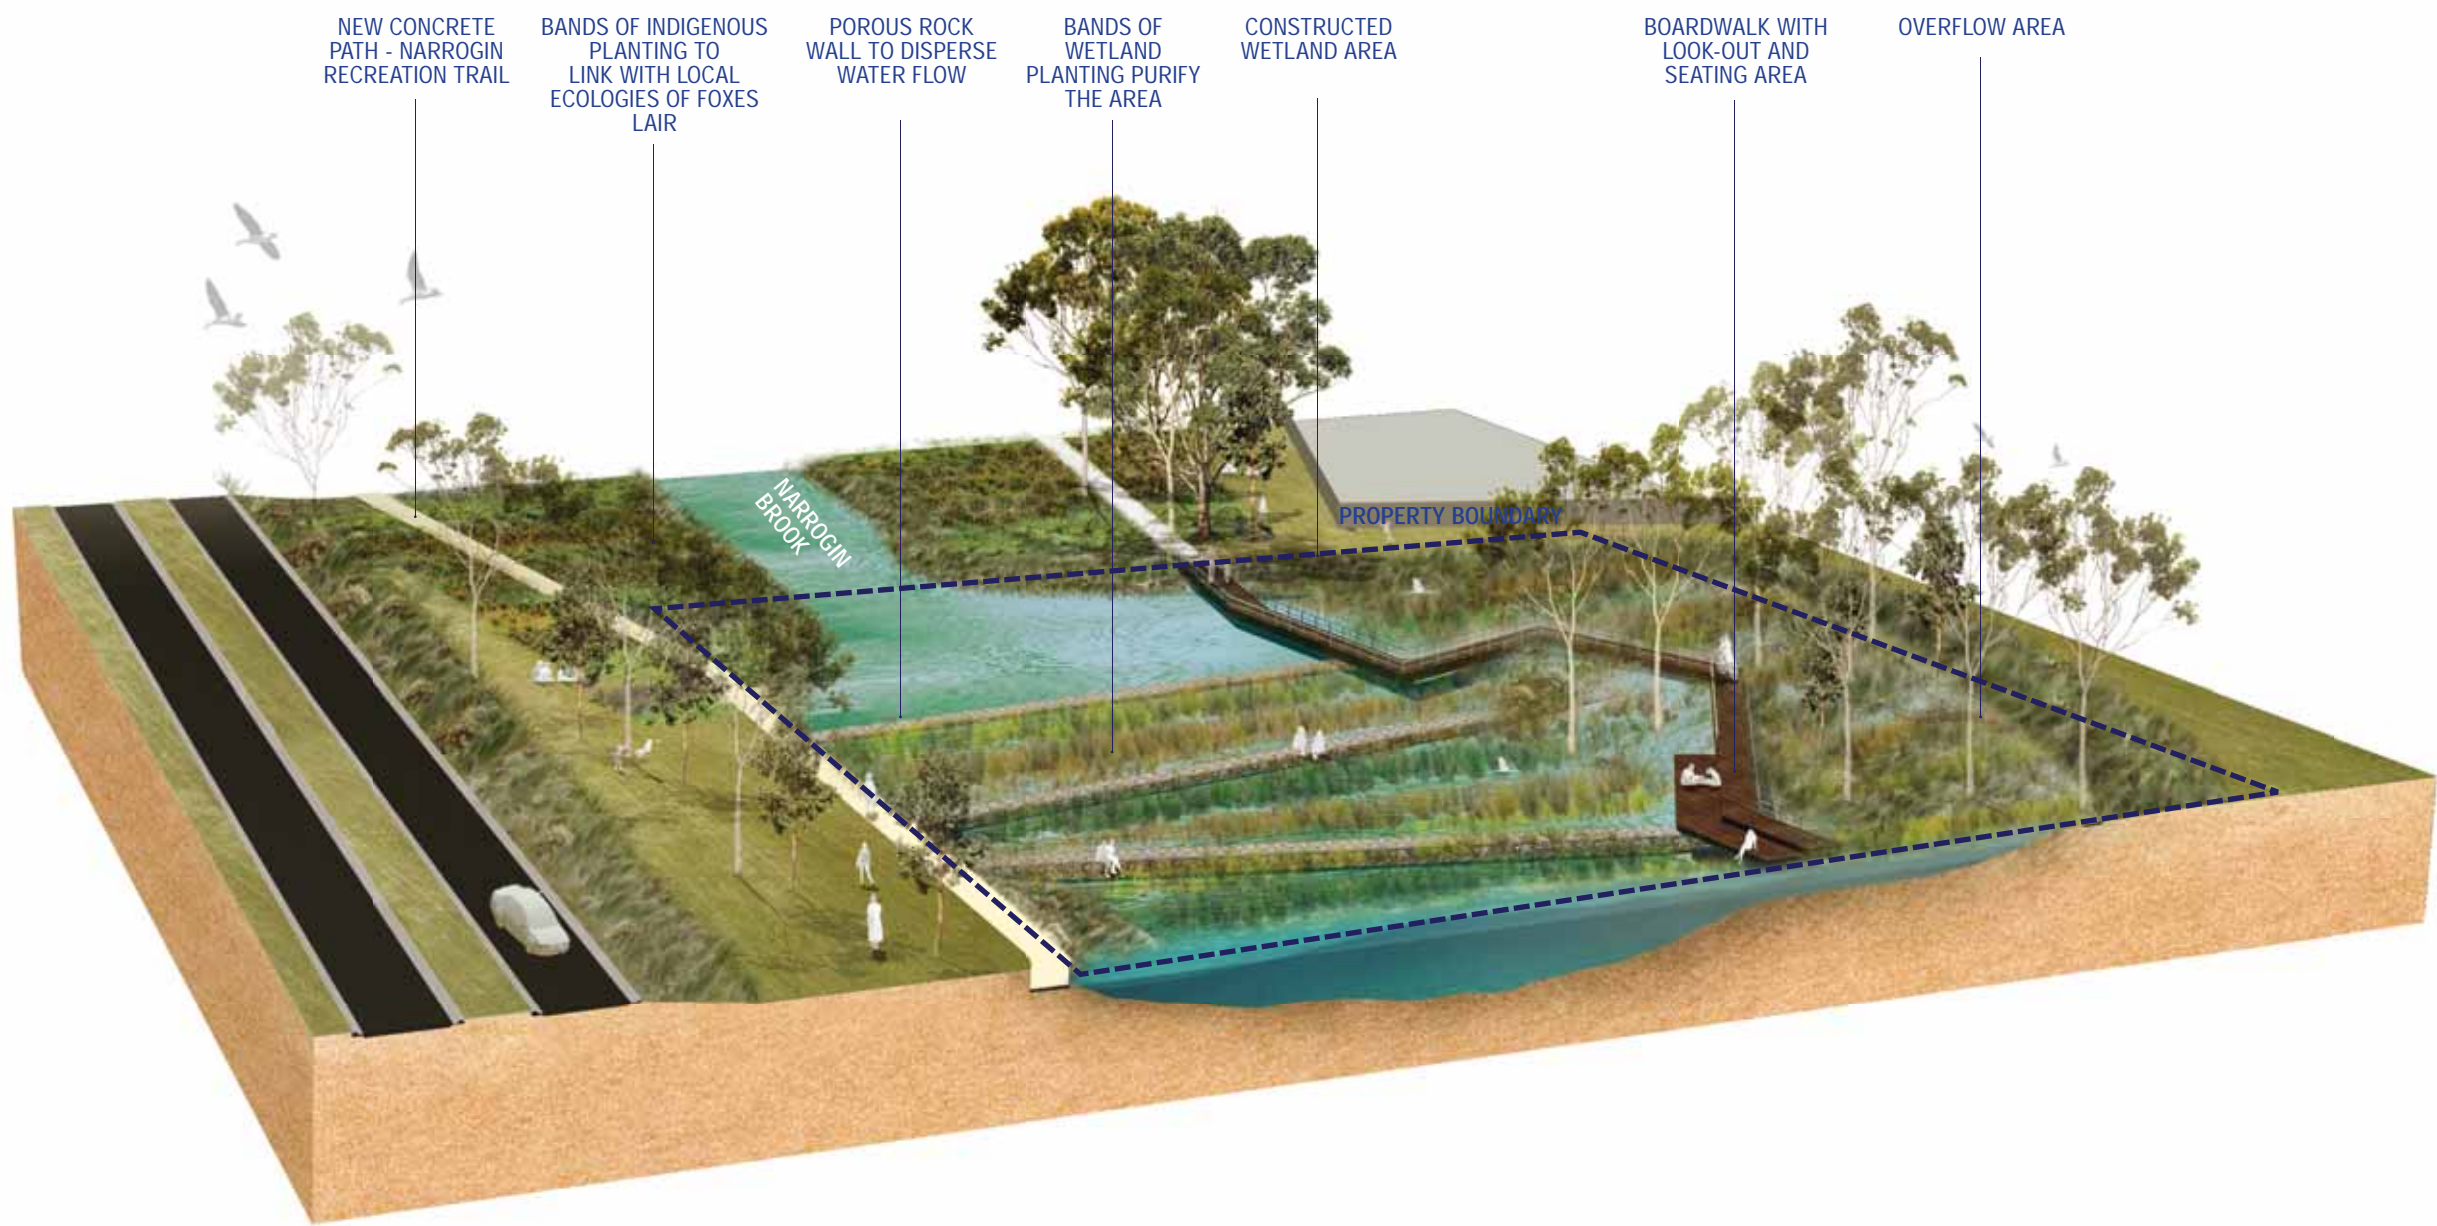 NEW CONCRETE
PATH - NARROGIN
RECREATION TRAIL
BANDS OF INDIGENOUS
PLANTING TO
LINK WITH LOCAL
ECOLOGIES OF FOXES
LAIR
POROUS ROCK
WALL TO DISPERSE
WATER FLOW
BANDS OF
WETLAND
PLANTING PURIFY
THE AREA
CONSTRUCTED
WETLAND AREA
BOARDWALK WITH
LOOK-OUT AND
SEATING AREA
OVERFLOW AREA
NARROGIN
BROOK
PROPERTY BOUNDARY